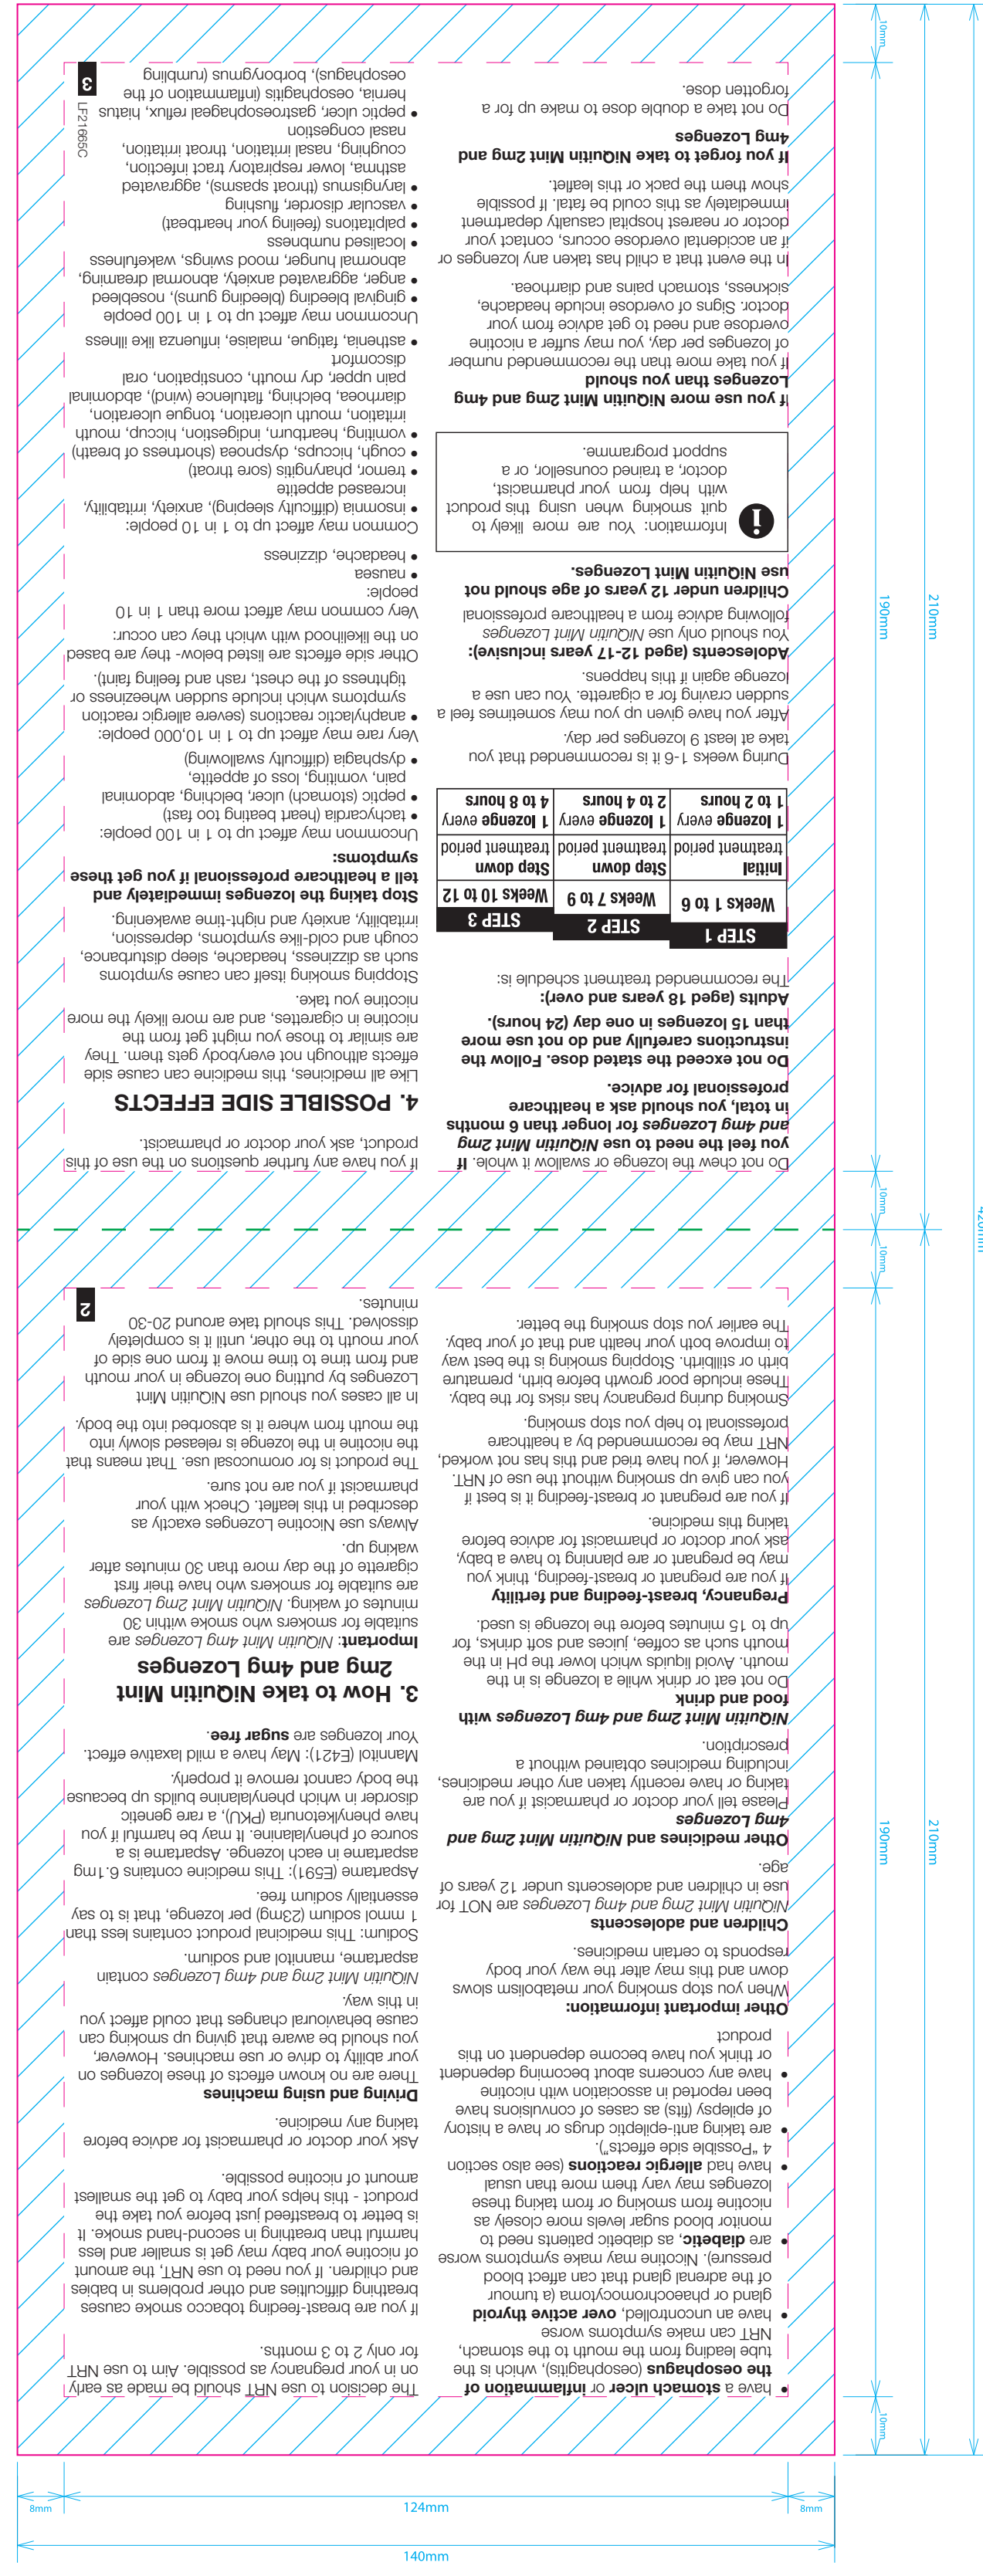 • have a stomach ulcer or inflammation of
the oesophagus (oesophagitis), which is the
tube leading from the mouth to the stomach,
NRT can make symptoms worse
• have an uncontrolled, over active thyroid
gland or phaeochromocytoma (a tumour
of the adrenal gland that can affect blood
pressure). Nicotine may make symptoms worse
• are diabetic, as diabetic patients need to
monitor blood sugar levels more closely as
nicotine from smoking or from taking these
lozenges may vary them more than usual
• have had allergic reactions (see also section
4 "Possible side effects").
• are taking anti-epileptic drugs or have a history
of epilepsy (fits) as cases of convulsions have
been reported in association with nicotine
• have any concerns about becoming dependent
or think you have become dependent on this
product
Other important information:
When you stop smoking your metabolism slows
down and this may alter the way your body
responds to certain medicines.
Children and adolescents
NiQuitin Mint 2mg and 4mg Lozenges are NOT for
use in children and adolescents under 12 years of
age.
Other medicines and NiQuitin Mint 2mg and
4mg Lozenges
Please tell your doctor or pharmacist if you are
taking or have recently taken any other medicines,
including medicines obtained without a
prescription.
NiQuitin Mint 2mg and 4mg Lozenges with
food and drink
Do not eat or drink while a lozenge is in the
mouth. Avoid liquids which lower the pH in the
mouth such as coffee, juices and soft drinks, for
up to 15 minutes before the lozenge is used.
Pregnancy, breast-feeding and fertility
If you are pregnant or breast-feeding, think you
may be pregnant or are planning to have a baby,
ask your doctor or pharmacist for advice before
taking this medicine.
If you are pregnant or breast-feeding it is best if
you can give up smoking without the use of NRT.
However, if you have tried and this has not worked,
NRT may be recommended by a healthcare
professional to help you stop smoking.
Smoking during pregnancy has risks for the baby.
These include poor growth before birth, premature
birth or stillbirth. Stopping smoking is the best way
to improve both your health and that of your baby.
The earlier you stop smoking the better.
The decision to use NRT should be made as early
on in your pregnancy as possible. Aim to use NRT
for only 2 to 3 months.
If you are breast-feeding tobacco smoke causes
breathing difficulties and other problems in babies
and children. If you need to use NRT, the amount
of nicotine your baby may get is smaller and less
harmful than breathing in second-hand smoke. It
is better to breastfeed just before you take the
product - this helps your baby to get the smallest
amount of nicotine possible.
Ask your doctor or pharmacist for advice before
taking any medicine.
Driving and using machines
There are no known effects of these lozenges on
your ability to drive or use machines. However,
you should be aware that giving up smoking can
cause behavioural changes that could affect you
in this way.
NiQuitin Mint 2mg and 4mg Lozenges contain
aspartame, mannitol and sodium.
Sodium: This medicinal product contains less than
1 mmol sodium (23mg) per lozenge, that is to say
essentially sodium free.
Aspartame (E591): This medicine contains 6.1mg
aspartame in each lozenge. Aspartame is a
source of phenylalanine. It may be harmful if you
have phenylketonuria (PKU), a rare genetic
disorder in which phenylalanine builds up because
the body cannot remove it properly.
Mannitol (E421): May have a mild laxative effect.
Your lozenges are sugar free.
3. How to take NiQuitin Mint
2mg and 4mg Lozenges
Important: NiQuitin Mint 4mg Lozenges are
suitable for smokers who smoke within 30
minutes of waking. NiQuitin Mint 2mg Lozenges
are suitable for smokers who have their first
cigarette of the day more than 30 minutes after
waking up.
Always use Nicotine Lozenges exactly as
described in this leaflet. Check with your
pharmacist if you are not sure.
The product is for oromucosal use. That means that
the nicotine in the lozenge is released slowly into
the mouth from where it is absorbed into the body.
In all cases you should use NiQuitin Mint
Lozenges by putting one lozenge in your mouth
and from time to time move it from one side of
your mouth to the other, until it is completely
dissolved. This should take around 20-30
minutes.
2
Do not chew the lozenge or swallow it whole. If
you feel the need to use NiQuitin Mint 2mg
and 4mg Lozenges for longer than 6 months
in total, you should ask a healthcare
professional for advice.
Do not exceed the stated dose. Follow the
instructions carefully and do not use more
than 15 lozenges in one day (24 hours).
Adults (aged 18 years and over):
The recommended treatment schedule is:
STEP 1 STEP 2 STEP 3
Weeks 1 to 6 Weeks 7 to 9 Weeks 10 to 12
Initial Step down Step down
treatment period treatment period treatment period
1 lozenge every 1 lozenge every 1 lozenge every
1 to 2 hours 2 to 4 hours 4 to 8 hours
During weeks 1-6 it is recommended that you
take at least 9 lozenges per day.
After you have given up you may sometimes feel a
sudden craving for a cigarette. You can use a
lozenge again if this happens.
Adolescents (aged 12-17 years inclusive):
You should only use NiQuitin Mint Lozenges
following advice from a healthcare professional
Children under 12 years of age should not
use NiQuitin Mint Lozenges.
i
Information: You are more likely to
quit smoking when using this product
with help from your pharmacist,
doctor, a trained counsellor, or a
support programme.
If you use more NiQuitin Mint 2mg and 4mg
Lozenges than you should
If you take more than the recommended number
of lozenges per day, you may suffer a nicotine
overdose and need to get advice from your
doctor. Signs of overdose include headache,
sickness, stomach pains and diarrhoea.
In the event that a child has taken any lozenges or
if an accidental overdose occurs, contact your
doctor or nearest hospital casualty department
immediately as this could be fatal. If possible
show them the pack or this leaflet.
If you forget to take NiQuitin Mint 2mg and
4mg Lozenges
Do not take a double dose to make up for a
forgotten dose.
If you have any further questions on the use of this
product, ask your doctor or pharmacist.
4. POSSIBLE SIDE EFFECTS
Like all medicines, this medicine can cause side
effects although not everybody gets them. They
are similar to those you might get from the
nicotine in cigarettes, and are more likely the more
nicotine you take.
Stopping smoking itself can cause symptoms
such as dizziness, headache, sleep disturbance,
cough and cold-like symptoms, depression,
irritability, anxiety and night-time awakening.
Stop taking the lozenges immediately and
tell a healthcare professional if you get these
symptoms:
Uncommon may affect up to 1 in 100 people:
• tachycardia (heart beating too fast)
• peptic (stomach) ulcer, belching, abdominal
pain, vomiting, loss of appetite,
• dysphagia (difficulty swallowing)
Very rare may affect up to 1 in 10,000 people:
• anaphylactic reactions (severe allergic reaction
symptoms which include sudden wheeziness or
tightness of the chest, rash and feeling faint).
Other side effects are listed below- they are based
on the likelihood with which they can occur:
Very common may affect more than 1 in 10
people:
• nausea
• headache, dizziness
Common may affect up to 1 in 10 people:
• insomnia (difficulty sleeping), anxiety, irritability,
increased appetite
• tremor, pharyngitis (sore throat)
• cough, hiccups, dyspnoea (shortness of breath)
• vomiting, heartburn, indigestion, hiccup, mouth
irritation, mouth ulceration, tongue ulceration,
diarrhoea, belching, flatulence (wind), abdominal
pain upper, dry mouth, constipation, oral
discomfort
• asthenia, fatigue, malaise, influenza like illness
Uncommon may affect up to 1 in 100 people
• gingival bleeding (bleeding gums), nosebleed
• anger, aggravated anxiety, abnormal dreaming,
abnormal hunger, mood swings, wakefulness
• localised numbness
• palpitations (feeling your heartbeat)
• vascular disorder, flushing
• laryngismus (throat spasms), aggravated
asthma, lower respiratory tract infection,
coughing, nasal irritation, throat irritation,
nasal congestion
• peptic ulcer, gastroesophageal reflux, hiatus
hernia, oesophagitis (inflammation of the
oesophagus), borborygmus (rumbling
LF21665C
3
10mm
190mm
210mm
10mm
420mm
10mm
190mm
210mm
10mm
8mm
124mm
8mm
140mm